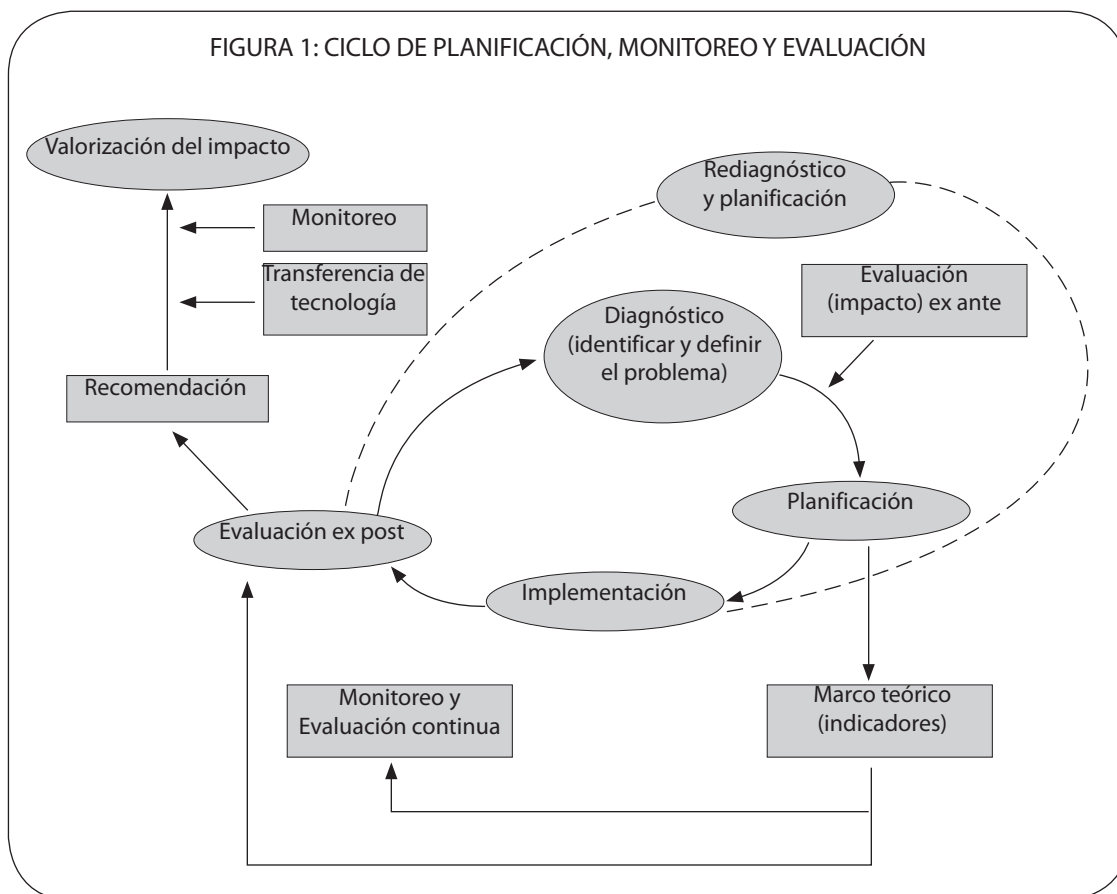 FIGURA 1: CICLO DE PLANIFICACIÓN, MONITOREO Y EVALUACIÓN
Valorización del impacto
Rediagnóstico
y planificación
Monitoreo
Transferencia de
tecnología
Evaluación
(impacto) ex ante
Diagnóstico
(identificar y definir
el problema)
Recomendación
Planificación
Evaluación ex post
Implementación
Monitoreo y
Evaluación continua
Marco teórico
(indicadores)